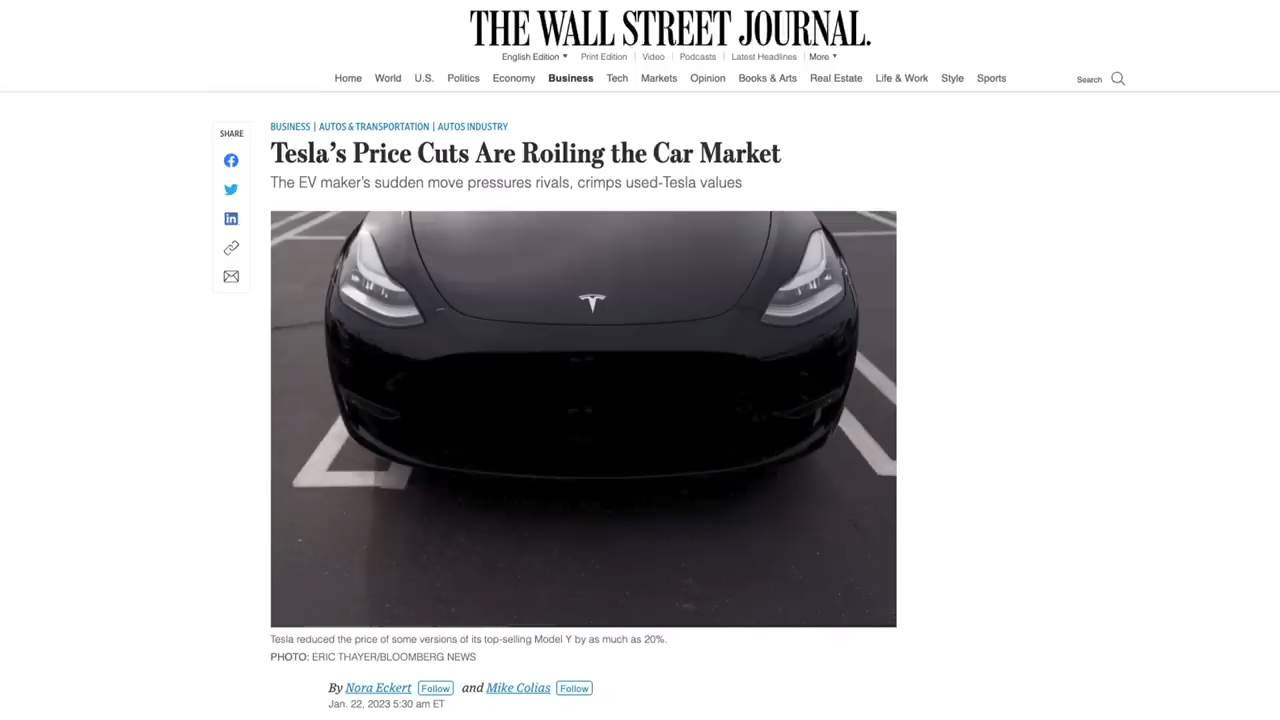 THE WALL STREET JOURNAL.
English Edition Print Edition Video Podcasts Latest Headlines More
Home World U.S. Politics Economy Business Tech Markets Opinion Books & Arts Real Estate Life & Work Style Sports Search
SHARE
BUSINESS | AUTOS & TRANSPORTATION | AUTOS INDUSTRY
Tesla's Price Cuts Are Roiling the Car Market
The EV maker's sudden move pressures rivals, crimps used-Tesla values
Tesla reduced the price of some versions of its top-selling Model Y by as much as 20%.
PHOTO: ERIC THAYER/BLOOMBERG NEWS
By Nora Eckert Follow and Mike Colias Follow
Jan. 22, 2023 5:30 am ET